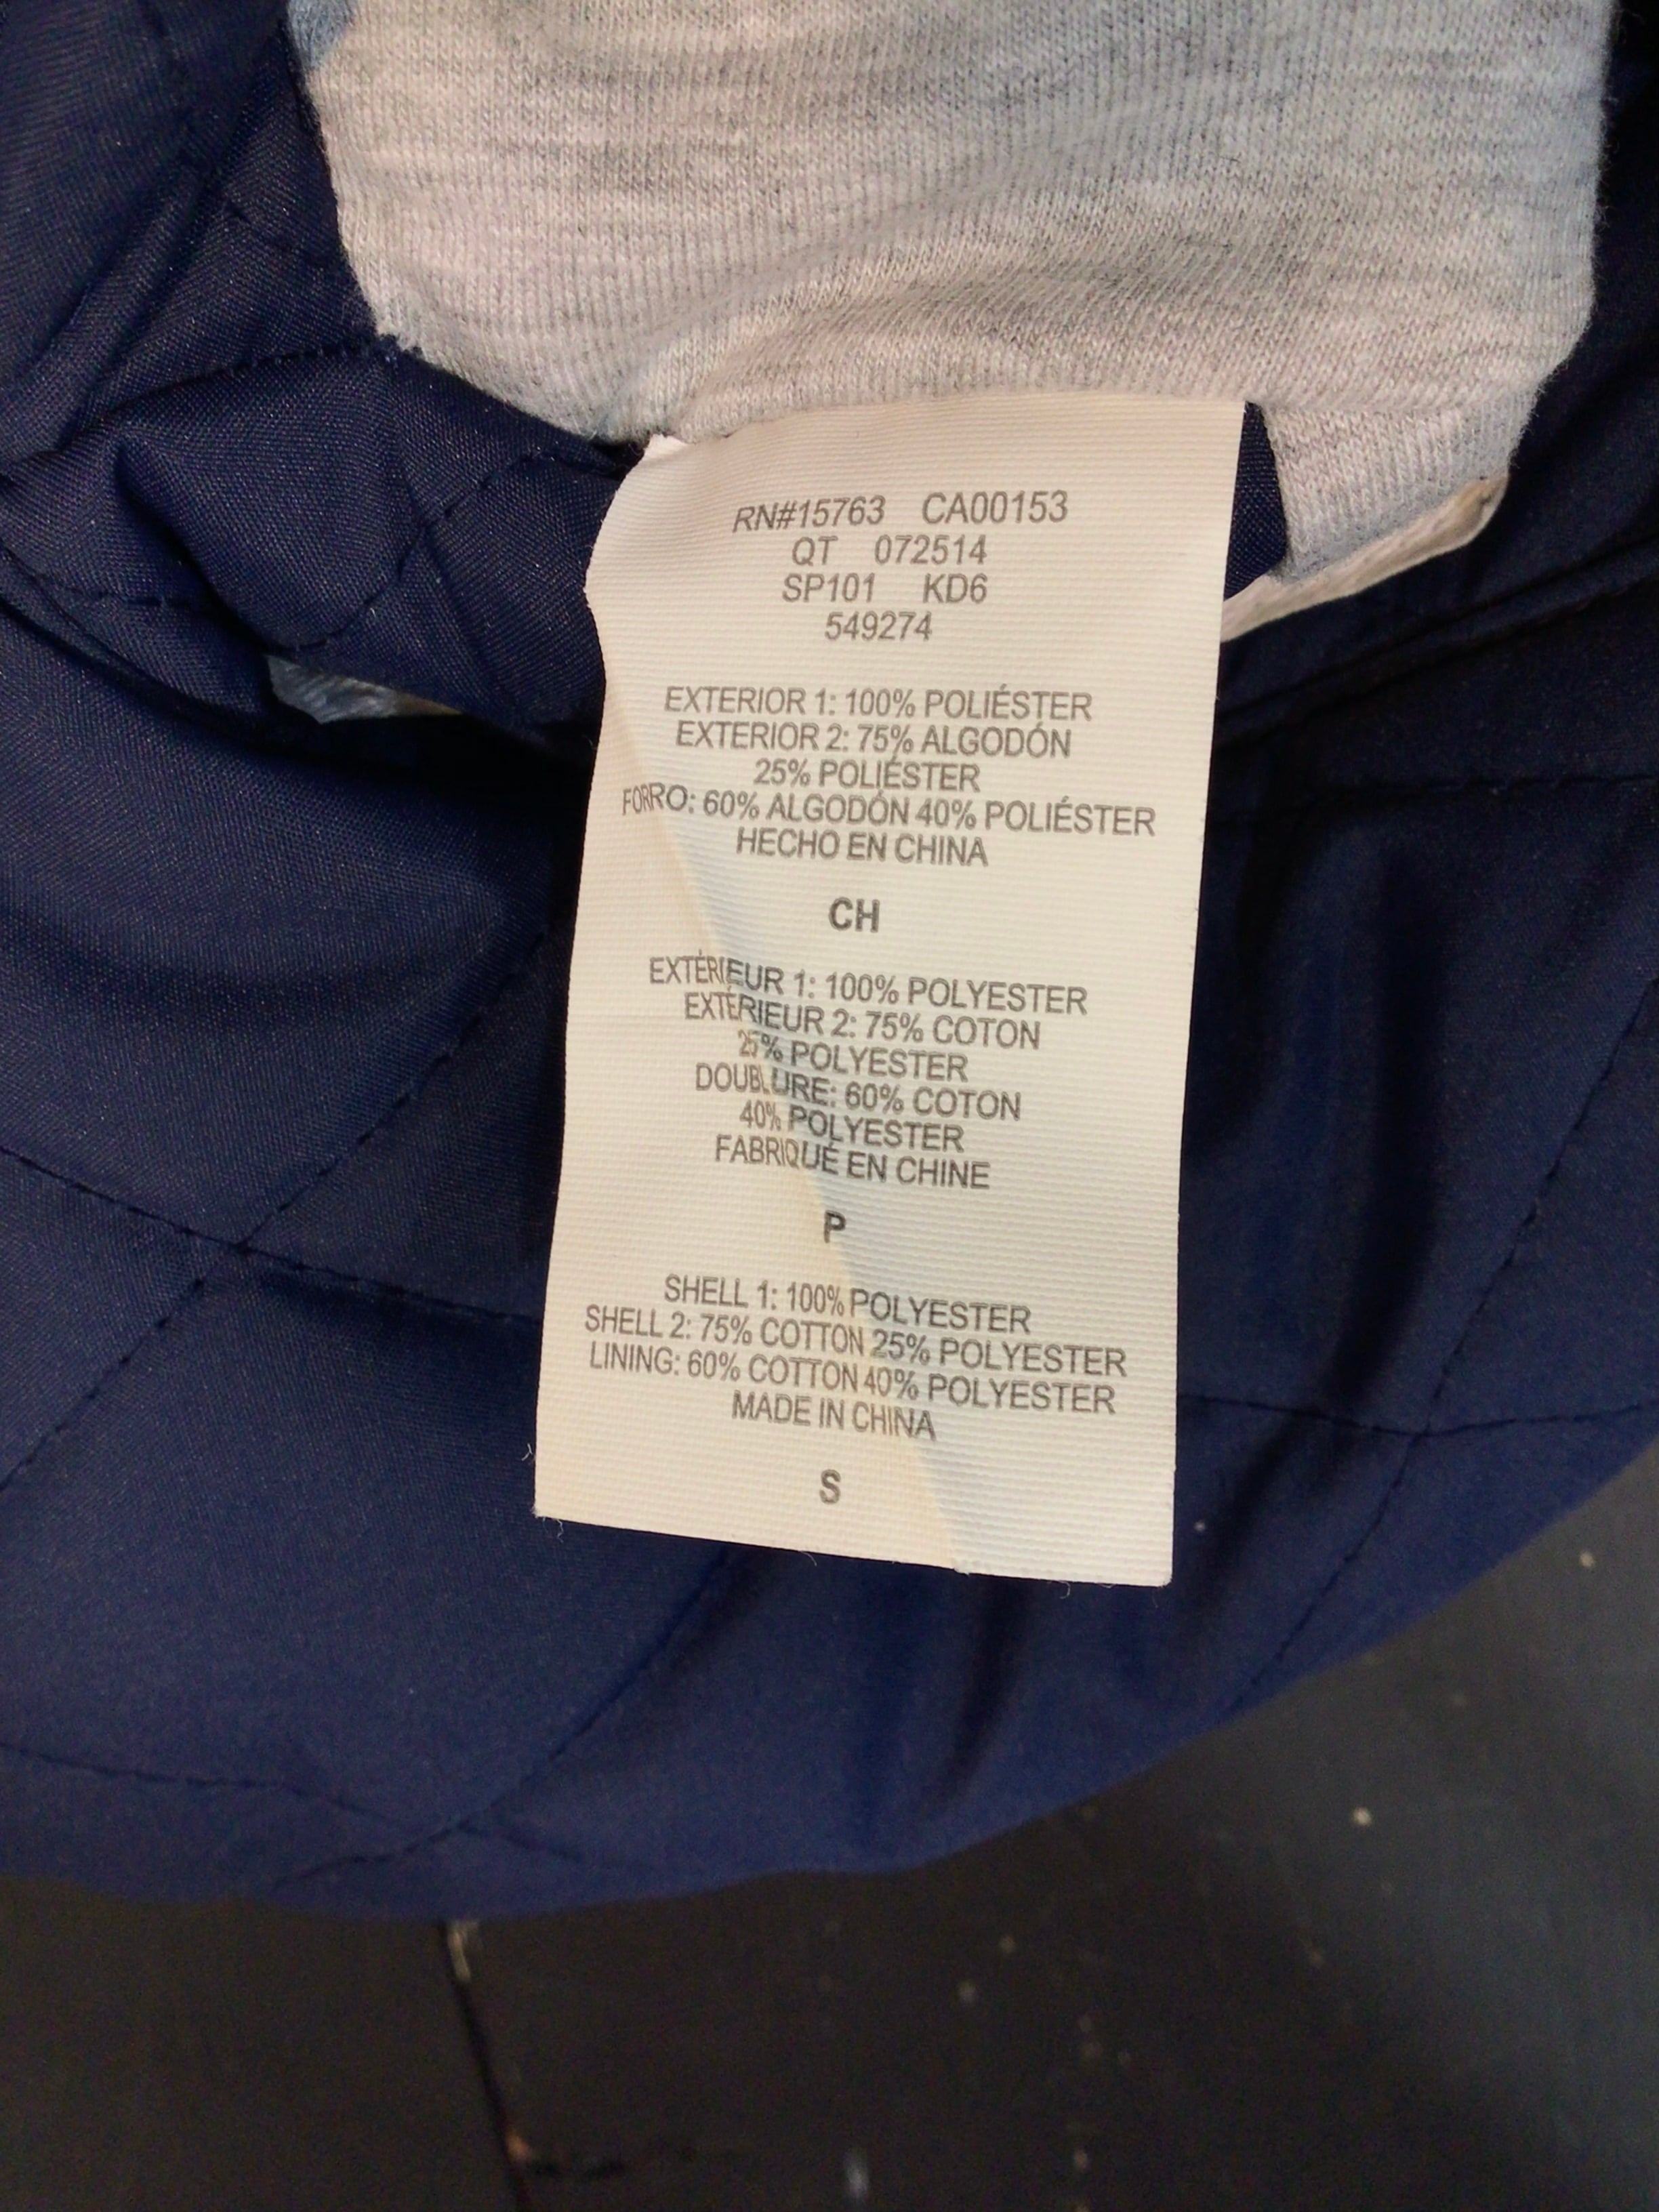 RN#15763 CA00153
QT 072514
SP101 KD6
549274
EXTERIOR 1: 100% POLIÉSTER
EXTERIOR 2: 75% ALGODÓN
25% POLIÉSTER
FORRO: 60% ALGODÓN 40% POLIÉSTER
HECHO EN CHINA
CH
EXTÉRIEUR 1: 100% POLYESTER
EXTÉRIEUR 2: 75% COTON
25% POLYESTER
DOUBLURE: 60% COTON
40% POLYESTER
FABRIQUÉ EN CHINE
P
SHELL 1: 100% POLYESTER
SHELL 2: 75% COTTON 25% POLYESTER
LINING: 60% COTTON 40% POLYESTER
MADE IN CHINA
S